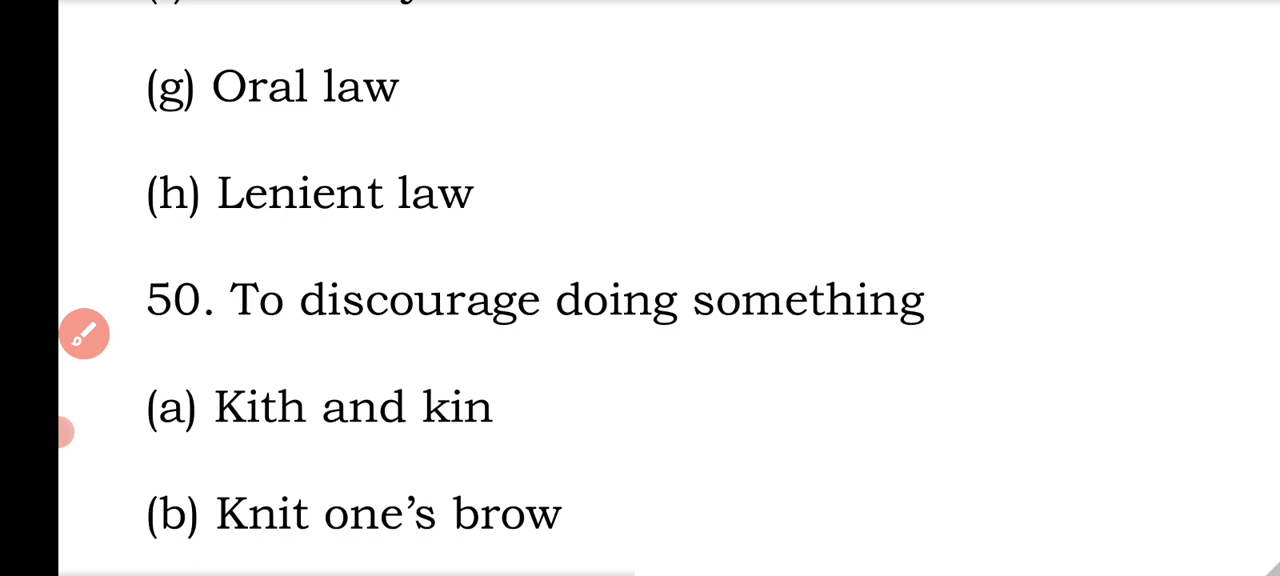 (g) Oral law
(h) Lenient law
50. To discourage doing something
(a) Kith and kin
(b) Knit one's brow